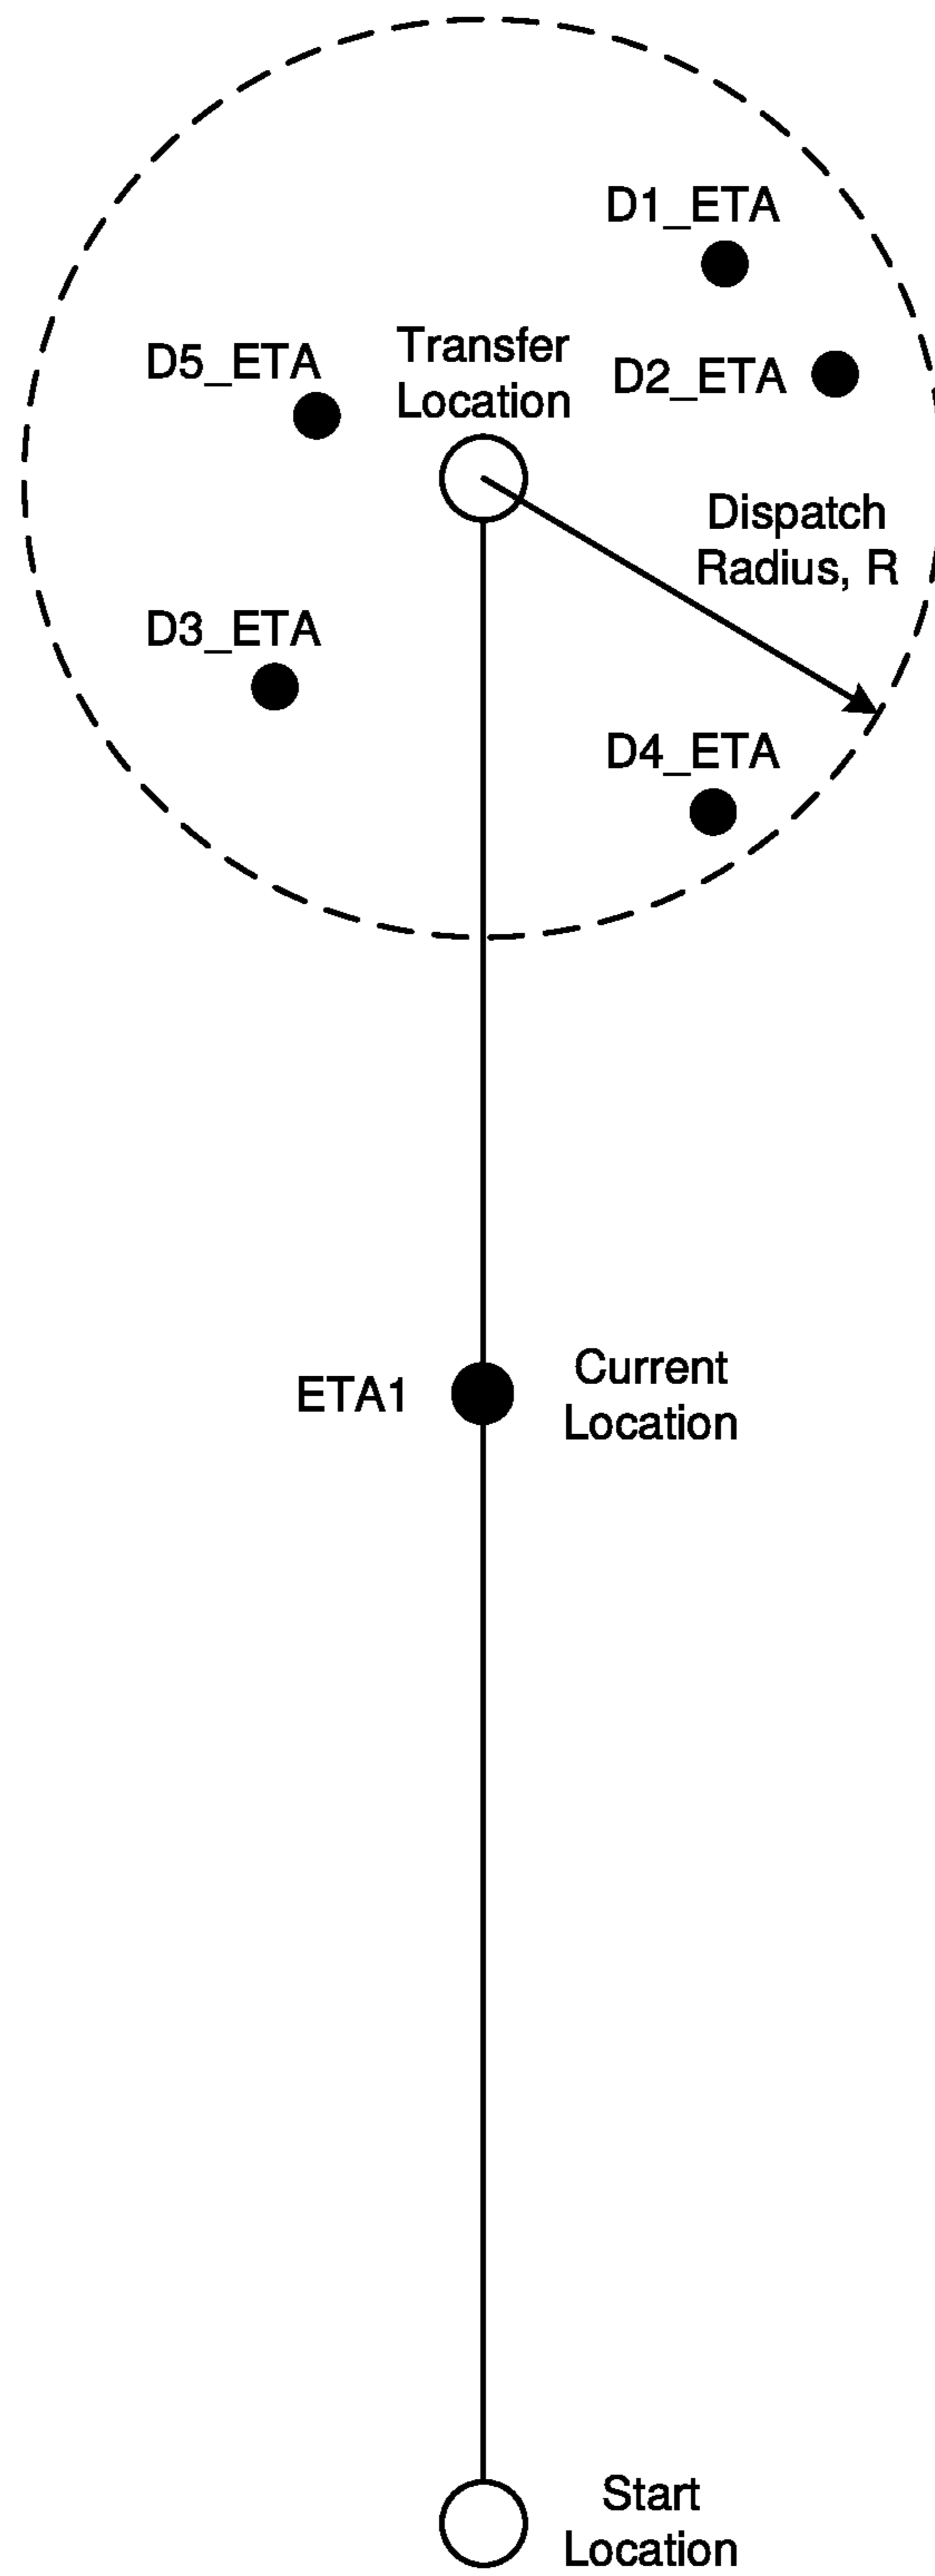 D1_ETA
Transfer
Location
D5_ETA
D2_ETA
Dispatch
Radius, R
D3_ETA
D4_ETA
ETA1
Current
Location
Start
Location